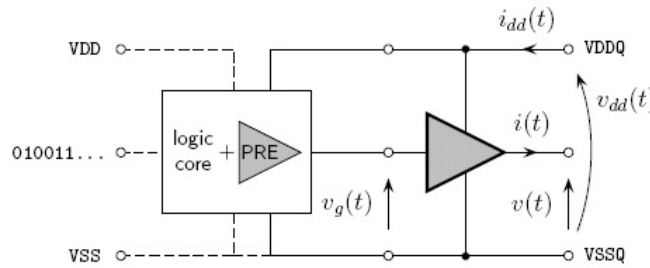 i_dd(t)
VDD
VDDQ
v_dd(t)
logic
core
+
PRE
010011...
i(t)
v_g(t)
v(t)
VSS
VSSQ